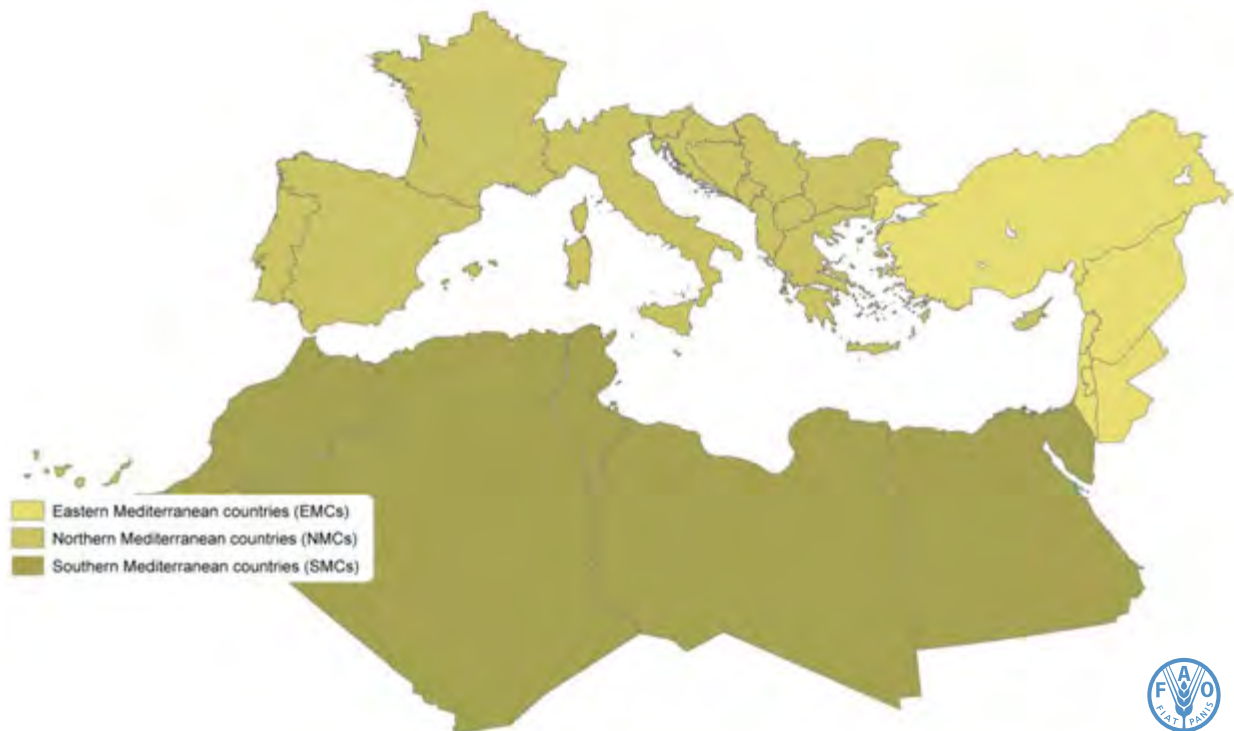 Eastern Mediterranean countries (EMCs)
Northern Mediterranean countries (NMCs)
Southern Mediterranean countries (SMCs)
F A O
FIAT PANIS